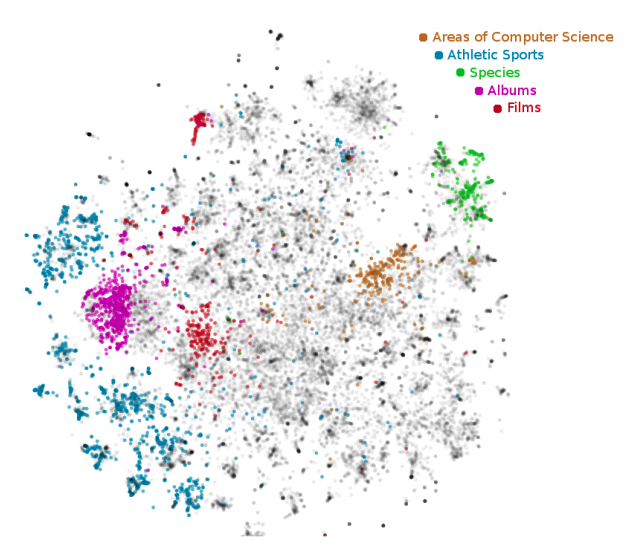 Areas of Computer Science
Athletic Sports
Species
Albums
Films